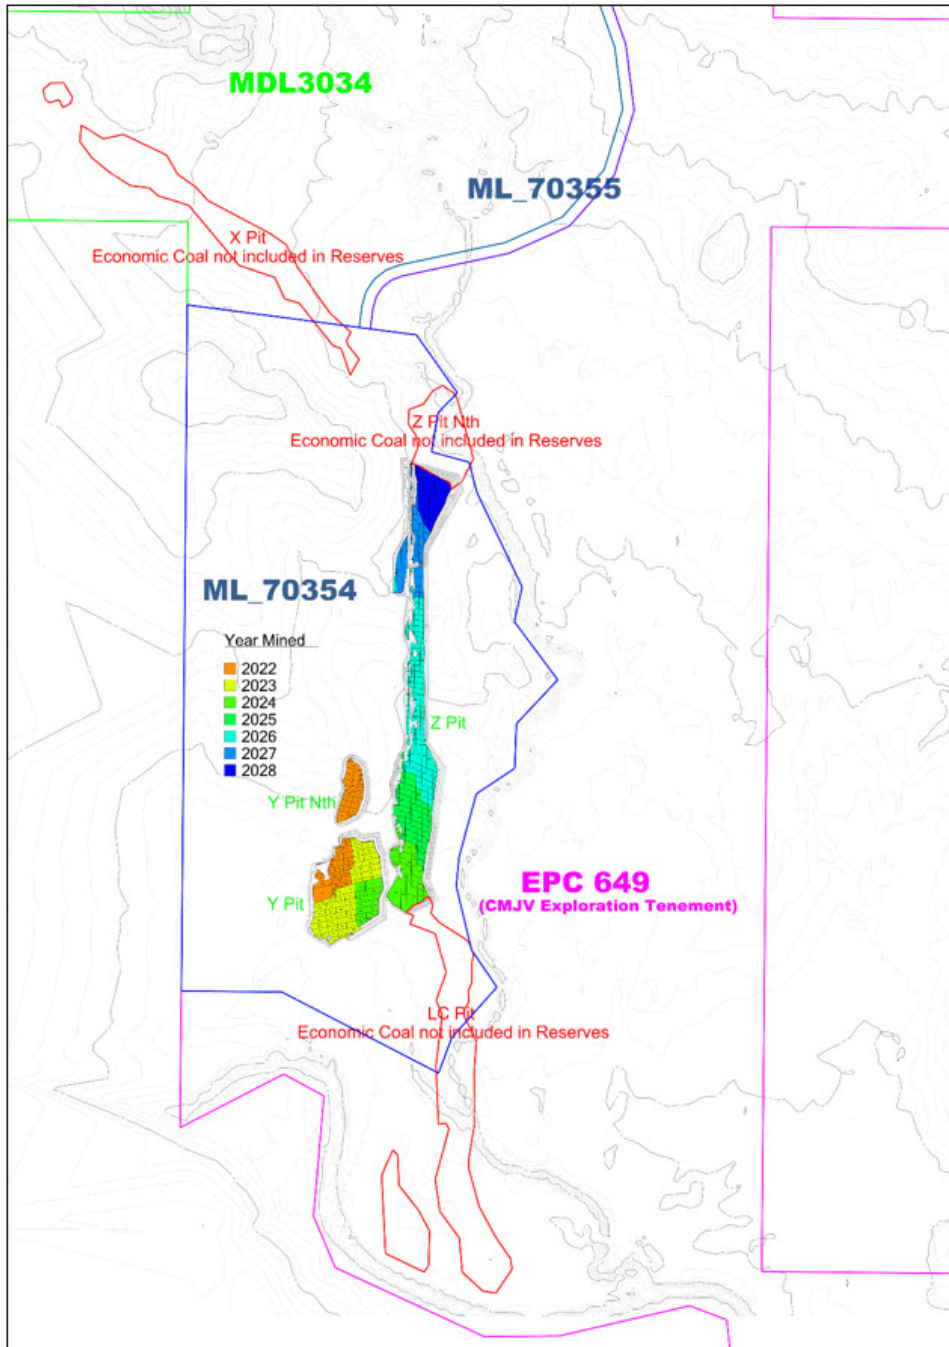 MDL3034
ML_70355
X Pit
Economic Coal not included in Reserves
Z Pit Nth
Economic Coal not included in Reserves
ML_70354
Year Mined
2022
2023
2024
2025
2026
2027
2028
Z Pit
Y Pit Nth
Y Pit
EPC 649
(CMJV Exploration Tenement)
LC Pit
Economic Coal not included in Reserves